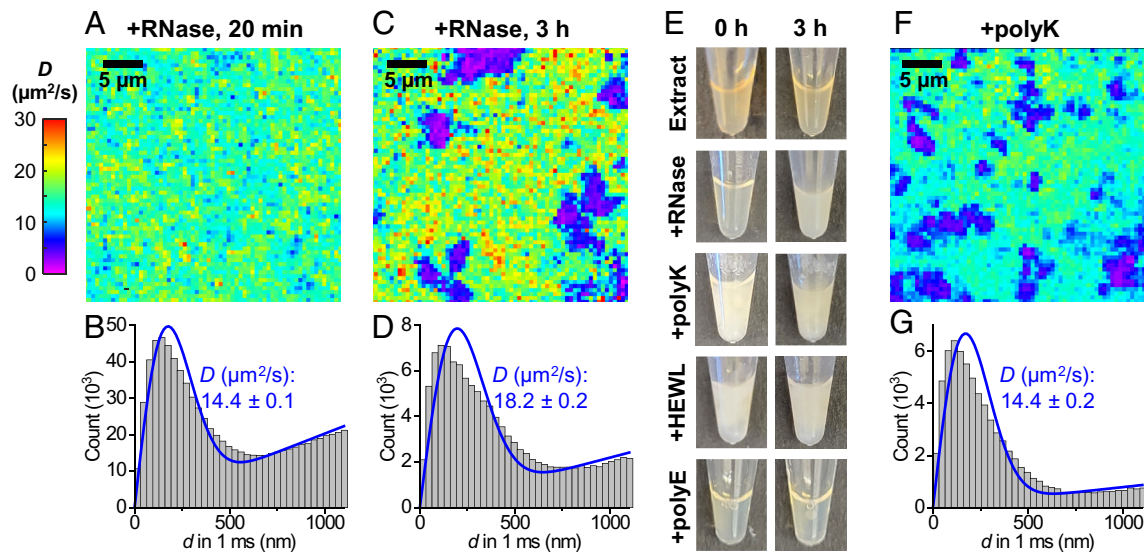 A
+RNase, 20 min
D
(µm²/s)
30
20
10
0
5 µm
B
50
40
30
20
10
0
Count (10³)
D (µm²/s):
14.4 ± 0.1
0
500
1000
d in 1 ms (nm)
C
+RNase, 3 h
5 µm
D
8
6
4
2
0
Count (10³)
D (µm²/s):
18.2 ± 0.2
0
500
1000
d in 1 ms (nm)
E
0 h
3 h
Extract
+RNase
+polyK
+HEWL
+polyE
F
+polyK
5 µm
G
6
4
2
0
Count (10³)
D (µm²/s):
14.4 ± 0.2
0
500
1000
d in 1 ms (nm)